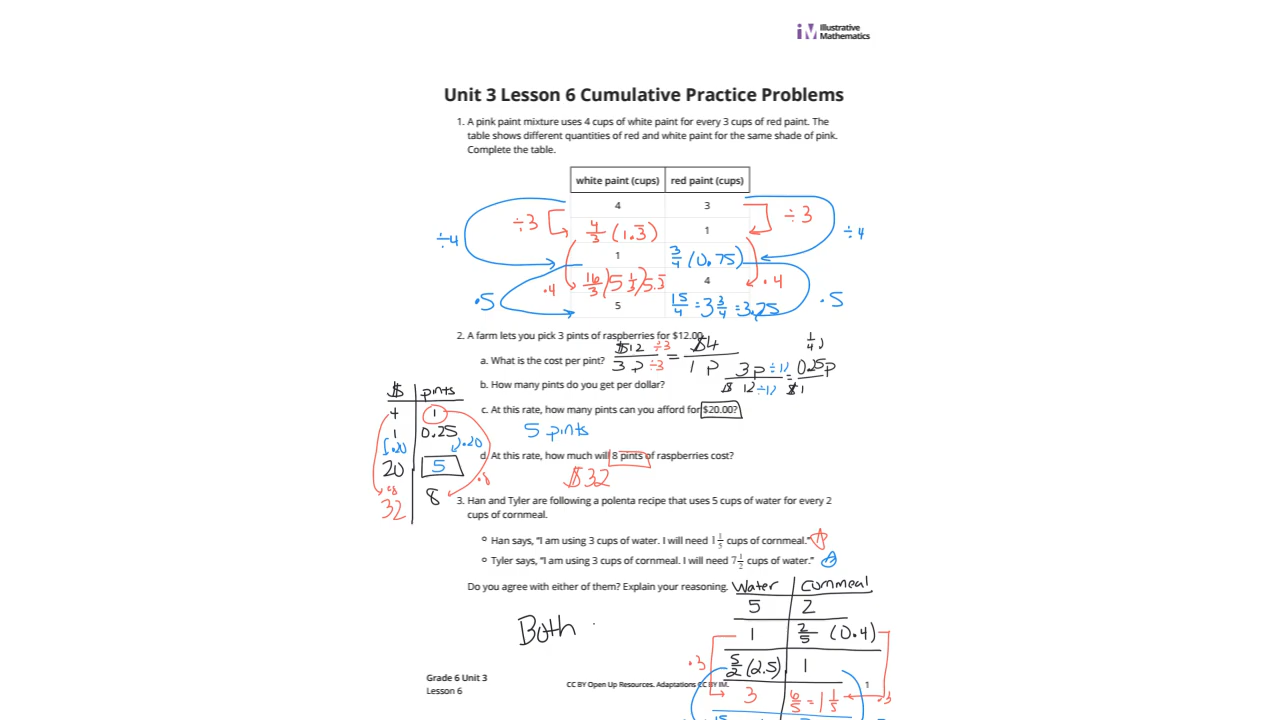 Illustrative
Mathematics
Unit 3 Lesson 6 Cumulative Practice Problems
1. A pink paint mixture uses 4 cups of white paint for every 3 cups of red paint. The
table shows different quantities of red and white paint for the same shade of pink.
Complete the table.
white paint (cups) red paint (cups)
4 3
÷3 4/3 (1.3̅) 1 ÷3
÷4 1 3/4 (0.75) ÷4
·4 16/3 5 1/3 5.3̅ 4 ·4
·5 5 15/4 = 3 3/4 = 3.75 ·5
2. A farm lets you pick 3 pints of raspberries for $12.00.
a. What is the cost per pint? $12 ÷3 / 3 P ÷3 = $4 / 1 P
1/4
3P ÷12 / $ 12 ÷12 = 0.25P / $1
b. How many pints do you get per dollar?
$ pints
4 1
1 0.25
·20 ·20
20 5
·8 ·8
32 8
c. At this rate, how many pints can you afford for $20.00?
5 pints
d. At this rate, how much will 8 pints of raspberries cost?
$32
3. Han and Tyler are following a polenta recipe that uses 5 cups of water for every 2
cups of cornmeal.
Han says, "I am using 3 cups of water. I will need 1 1/5 cups of cornmeal."
Tyler says, "I am using 3 cups of cornmeal. I will need 7 1/2 cups of water."
Do you agree with either of them? Explain your reasoning.
Both
Water Cornmeal
5 2
1 2/5 (0.4)
5/2 (2.5) 1
·3 3 6/5 = 1 1/5 ·3
Grade 6 Unit 3
Lesson 6
CC BY Open Up Resources. Adaptations CC BY IM.
1